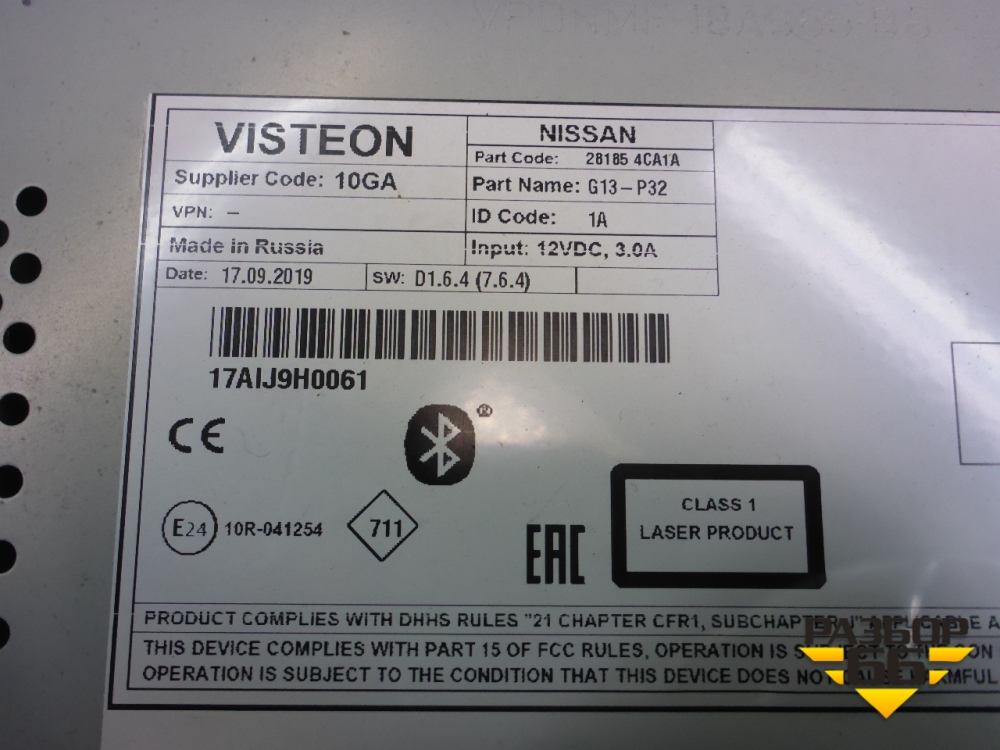 VISTEON
Supplier Code: 10GA
VPN: –
Made in Russia
NISSAN
Part Code: 28185 4CA1A
Part Name: G13-P32
ID Code: 1A
Input: 12VDC, 3.0A
Date: 17.09.2019
SW: D1.6.4 (7.6.4)
17AIJ9H0061
CE
®
E24 10R-041254
711
EAC
CLASS 1
LASER PRODUCT
PRODUCT COMPLIES WITH DHHS RULES "21 CHAPTER CFR1, SUBCHAPTER J" APPLICABLE A
THIS DEVICE COMPLIES WITH PART 15 OF FCC RULES, OPERATION IS
OPERATION IS SUBJECT TO THE CONDITION THAT THIS DEVICE DOES NOT CAUSE HARMFUL
РАЗБОР
66